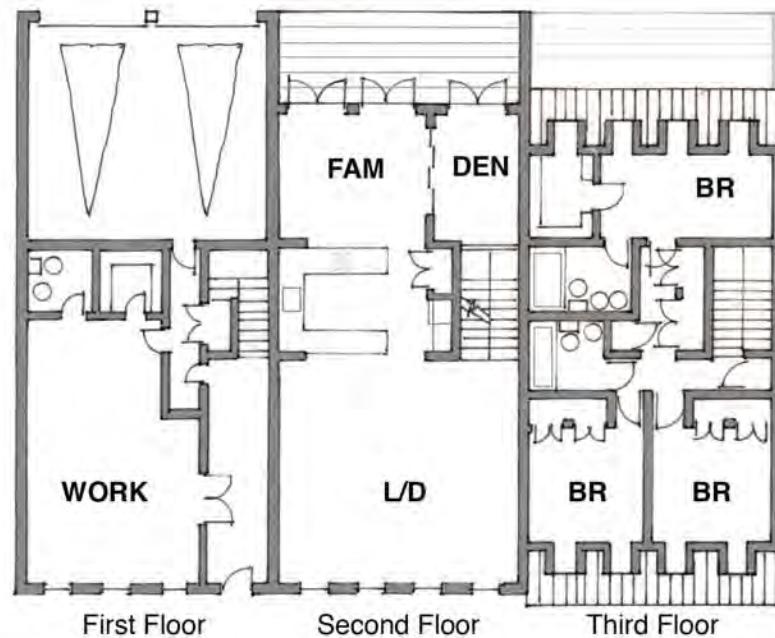 FAM
DEN
BR
WORK
L/D
BR
BR
First Floor
Second Floor
Third Floor